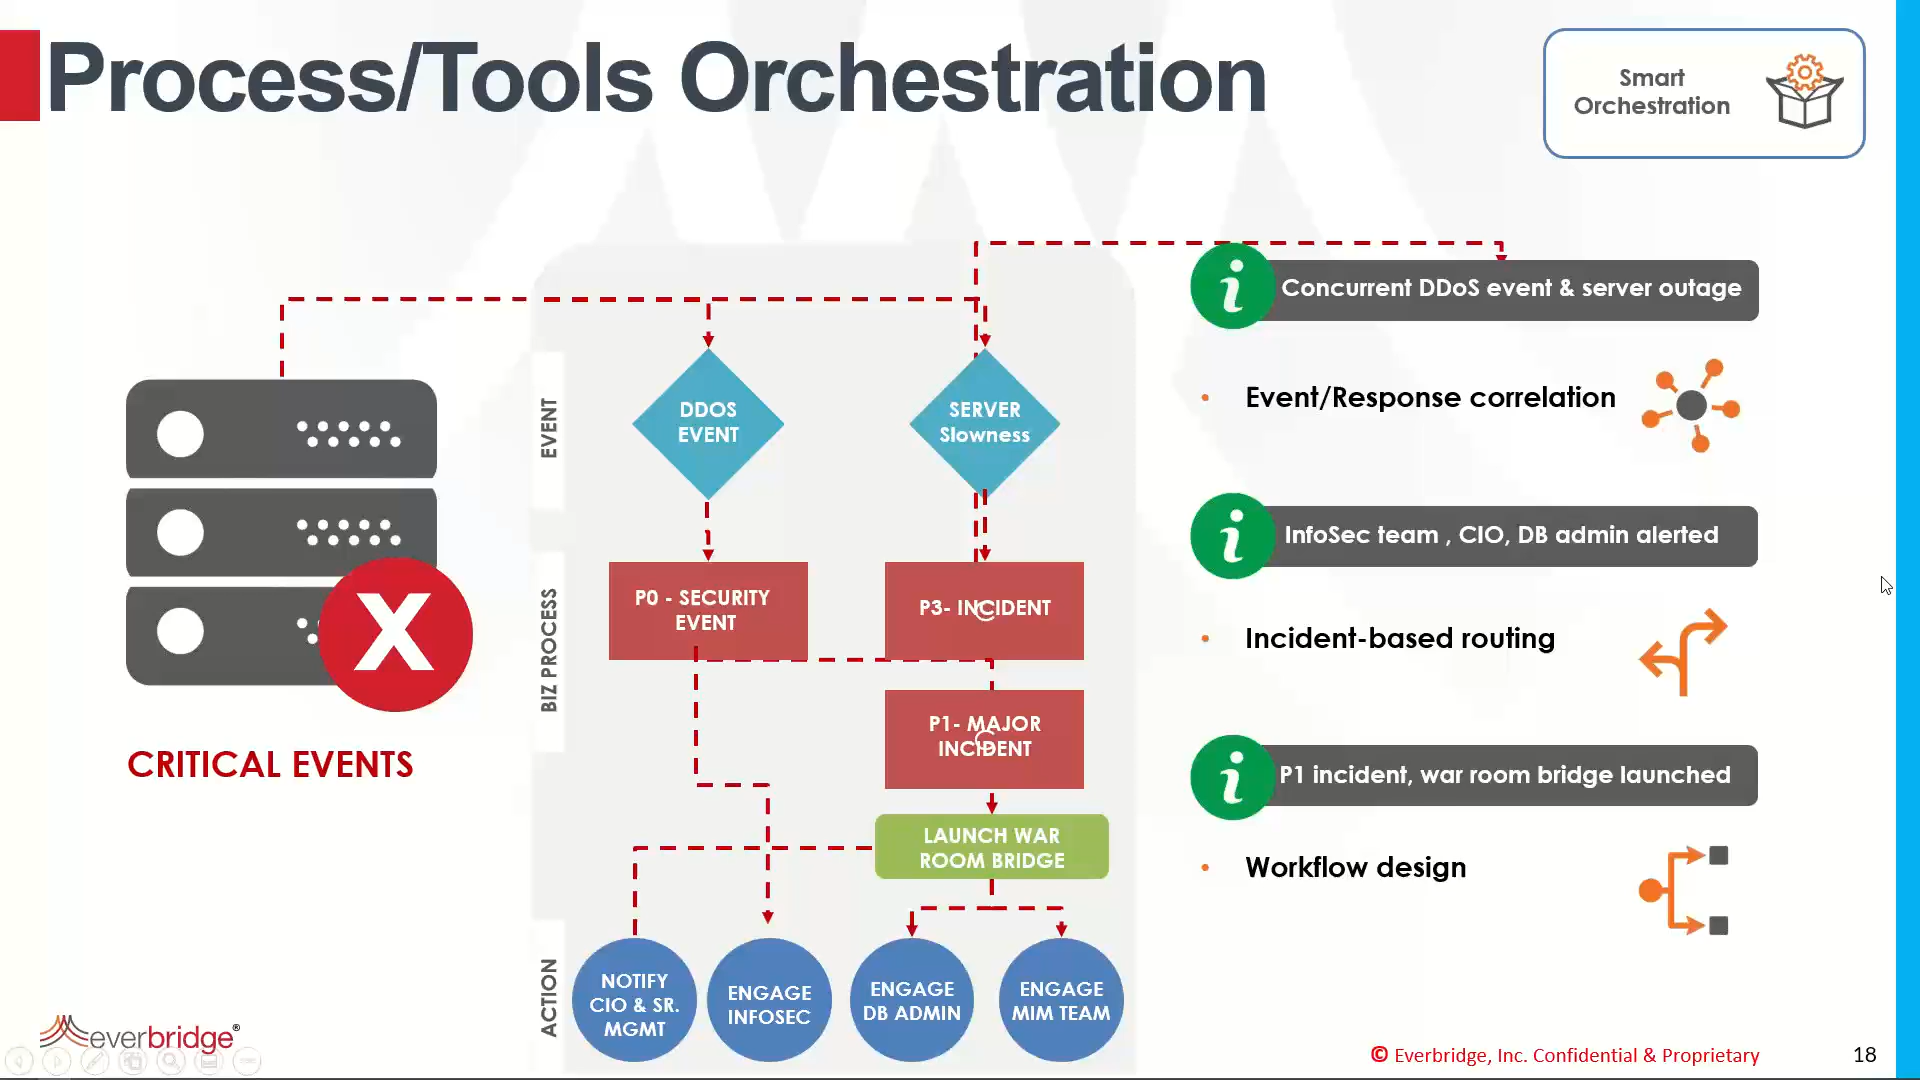 Process/Tools Orchestration
Smart
Orchestration
Concurrent DDoS event & server outage
EVENT
DDOS
EVENT
SERVER
Slowness
• Event/Response correlation
InfoSec team , CIO, DB admin alerted
BIZ PROCESS
P0 - SECURITY
EVENT
P3- INCIDENT
• Incident-based routing
X
P1- MAJOR
INCIDENT
CRITICAL EVENTS
P1 incident, war room bridge launched
LAUNCH WAR
ROOM BRIDGE
• Workflow design
ACTION
NOTIFY
CIO & SR.
MGMT
ENGAGE
INFOSEC
ENGAGE
DB ADMIN
ENGAGE
MIM TEAM
everbridge®
© Everbridge, Inc. Confidential & Proprietary
18